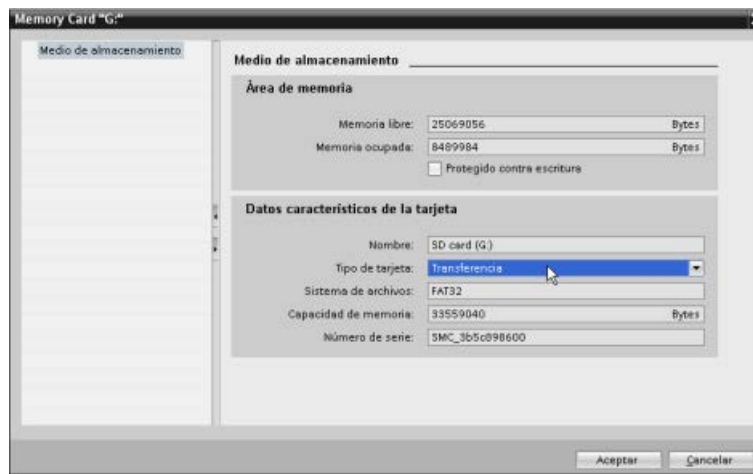 Memory Card "G:"
Medio de almacenamiento
Medio de almacenamiento
Área de memoria
Memoria libre: 25069056 Bytes
Memoria ocupada: 8489984 Bytes
Protegido contra escritura
Datos característicos de la tarjeta
Nombre: SD card (G:)
Tipo de tarjeta: Transferencia
Sistema de archivos: FAT32
Capacidad de memoria: 33559040 Bytes
Número de serie: SMC_3b5c898600
Aceptar Cancelar